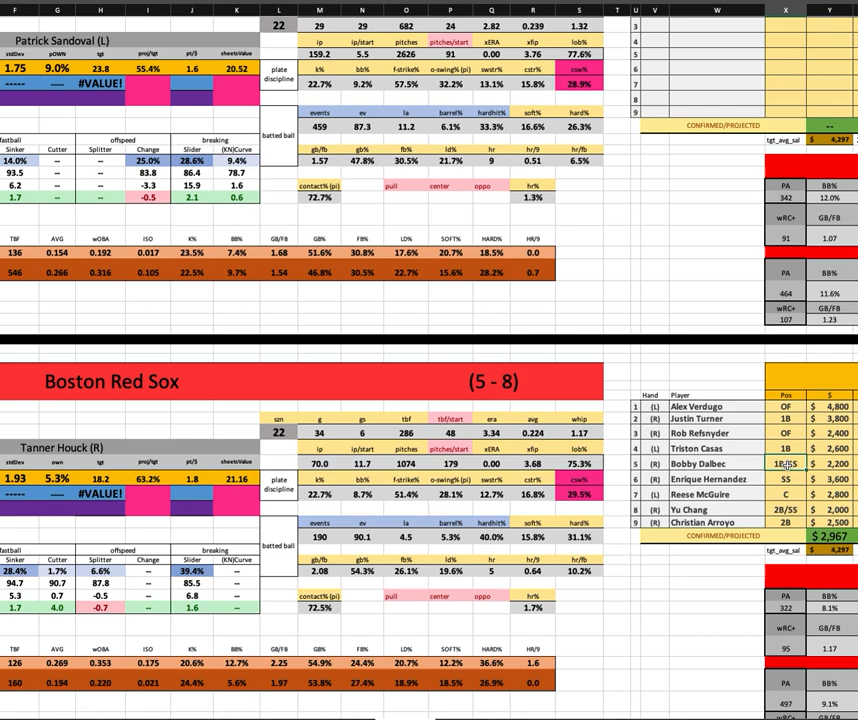 F G H I J K L M N O P Q R S T U V W X Y
22 29 29 682 24 2.82 0.239 1.32 3
Patrick Sandoval (L) ip ip/start pitches pitches/start xERA xfip lob% 4
stdDev pOWN tgt proj/tgt pt/$ sheetsValue 159.2 5.5 2626 91 0.00 3.76 77.6% 5
1.75 9.0% 23.8 55.4% 1.6 20.52 plate discipline k% bb% f-strike% o-swing% (pi) swstr% cstr% csw% 6
----- ----- #VALUE! 22.7% 9.2% 57.5% 32.2% 13.1% 15.8% 28.9% 7
8
batted ball events ev la barrel% hardhit% soft% hard% 9
459 87.3 11.2 6.1% 33.3% 16.4% 26.3% CONFIRMED/PROJECTED --
fastball offspeed breaking tgt_avg_sal $ 4,297
Sinker Cutter Splitter Change Slider (KN)Curve gb/fb gb% fb% ld% hr hr/9 hr/fb
14.0% -- -- 25.0% 28.6% 9.4% 1.57 47.8% 30.5% 21.7% 9 0.51 6.5%
93.5 -- -- 83.8 86.4 78.7
6.2 -- -- -3.3 15.9 1.6 contact% (pi) pull center oppo hr% PA BB%
1.7 -- -- -0.5 2.1 0.6 72.7% 1.3% 342 12.0%
wRC+ GB/FB
TBF AVG wOBA ISO K% BB% GB/FB GB% FB% LD% SOFT% HARD% HR/9 91 1.07
136 0.154 0.192 0.017 23.5% 7.4% 1.68 51.6% 30.8% 17.6% 20.7% 18.5% 0.0
546 0.266 0.316 0.105 22.5% 9.7% 1.54 46.8% 30.5% 22.7% 15.6% 28.2% 0.7 PA BB%
464 11.6%
wRC+ GB/FB
107 1.23
Boston Red Sox (5 - 8)
Hand Player Pos $
szn g gs tbf tbf/start era avg whip 1 (L) Alex Verdugo OF $ 4,800
22 34 6 286 48 3.34 0.224 1.17 2 (R) Justin Turner 1B $ 3,800
3 (R) Rob Refsnyder OF $ 2,400
Tanner Houck (R) ip ip/start pitches pitches/start xERA xfip lob% 4 (L) Triston Casas 1B $ 2,600
stdDev own tgt proj/tgt pt/$ sheetsValue 70.0 11.7 1074 179 0.00 3.68 75.3% 5 (R) Bobby Dalbec $ 2,200
1.93 5.3% 18.2 63.2% 1.8 21.16 plate discipline k% bb% f-strike% o-swing% (pi) swstr% cstr% csw% 6 (R) Enrique Hernandez SS $ 3,600
----- ----- #VALUE! 22.7% 8.7% 51.4% 28.1% 12.7% 16.8% 29.5% 7 (L) Reese McGuire C $ 2,800
8 (R) Yu Chang 2B/SS $ 2,000
batted ball events ev la barrel% hardhit% soft% hard% 9 (R) Christian Arroyo 2B $ 2,500
190 90.1 4.5 5.3% 40.0% 15.8% 31.1% CONFIRMED/PROJECTED $ 2,967
fastball offspeed breaking tgt_avg_sal $ 4,297
Sinker Cutter Splitter Change Slider (KN)Curve gb/fb gb% fb% ld% hr hr/9 hr/fb
28.4% 1.7% 6.6% -- 39.4% -- 2.08 54.3% 26.1% 19.6% 5 0.64 10.2%
94.7 90.7 87.8 -- 85.5 --
5.3 0.7 -0.5 -- 6.8 -- contact% (pi) pull center oppo hr% PA BB%
1.7 4.0 -0.7 -- 1.6 -- 72.5% 1.7% 322 8.1%
wRC+ GB/FB
TBF AVG wOBA ISO K% BB% GB/FB GB% FB% LD% SOFT% HARD% HR/9 95 1.17
126 0.269 0.353 0.175 20.6% 12.7% 2.25 54.9% 24.4% 20.7% 12.2% 36.6% 1.6
160 0.194 0.220 0.021 24.4% 5.6% 1.97 53.8% 27.4% 18.9% 18.5% 26.9% 0.0 PA BB%
497 9.1%
wRC+ GB/FB